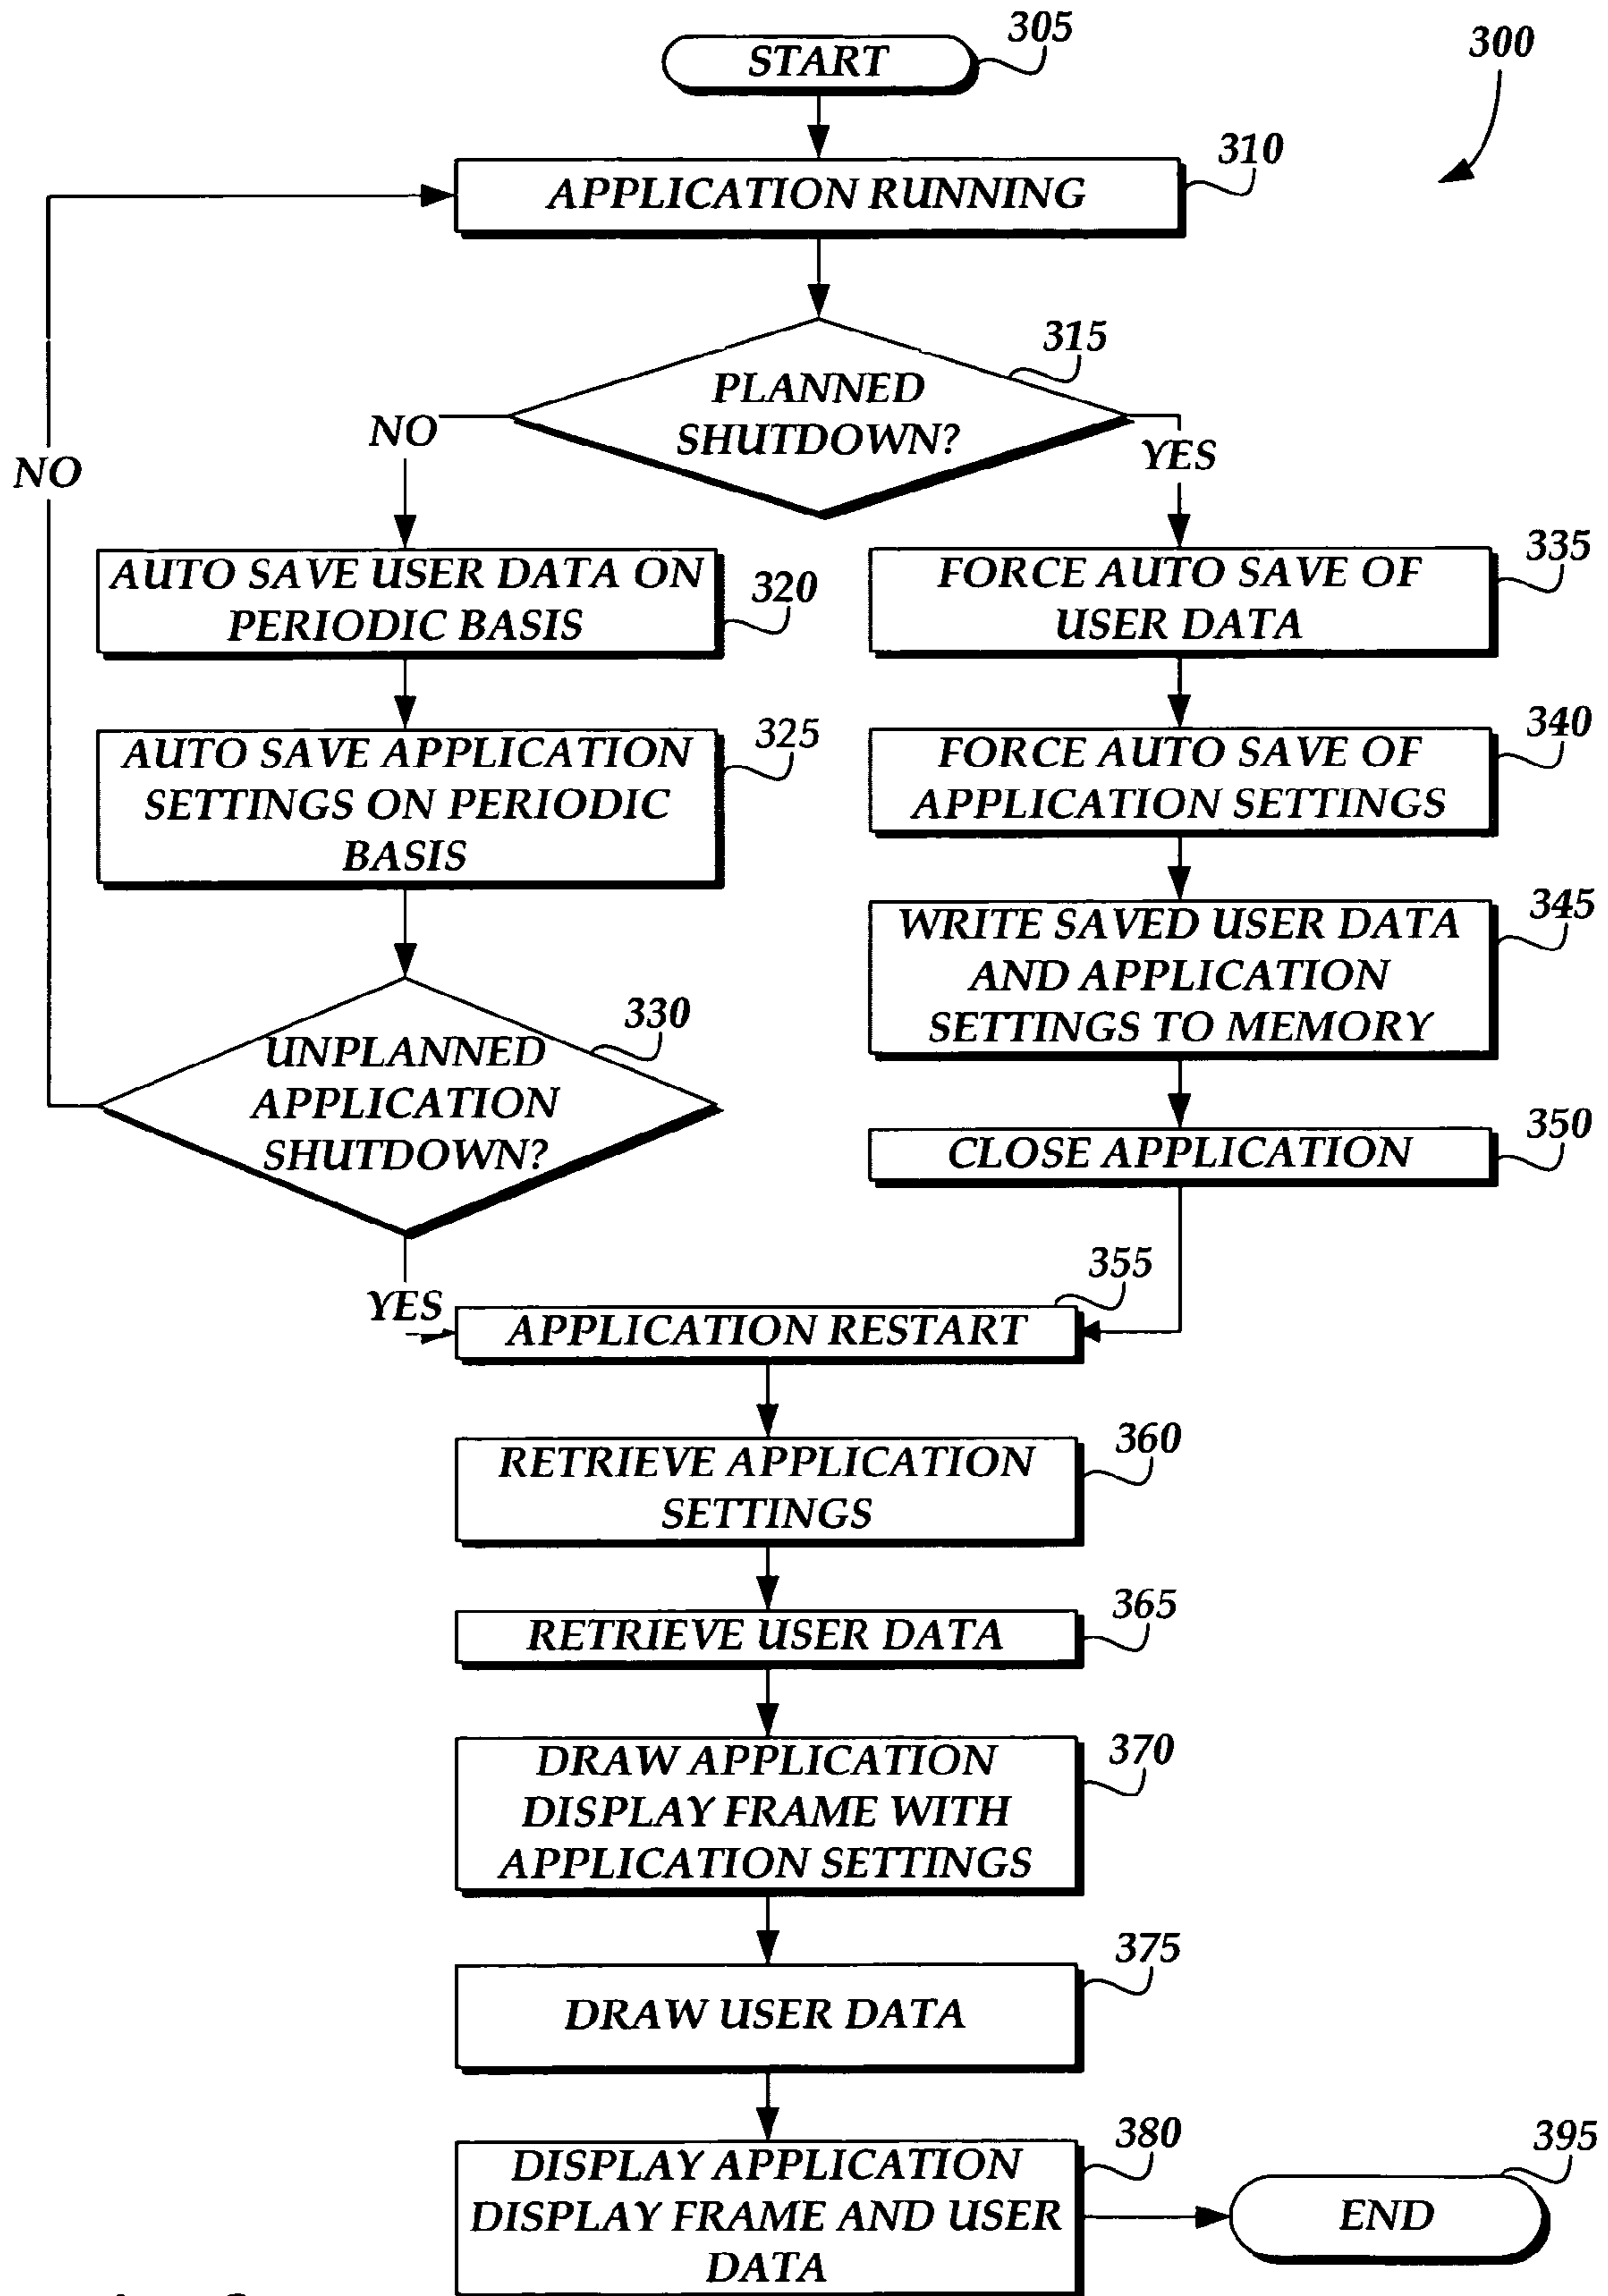 START
305
300
APPLICATION RUNNING
310
PLANNED
SHUTDOWN?
315
NO
YES
NO
AUTO SAVE USER DATA ON
PERIODIC BASIS
320
FORCE AUTO SAVE OF
USER DATA
335
AUTO SAVE APPLICATION
SETTINGS ON PERIODIC
BASIS
325
FORCE AUTO SAVE OF
APPLICATION SETTINGS
340
WRITE SAVED USER DATA
AND APPLICATION
SETTINGS TO MEMORY
345
UNPLANNED
APPLICATION
SHUTDOWN?
330
CLOSE APPLICATION
350
YES
APPLICATION RESTART
355
RETRIEVE APPLICATION
SETTINGS
360
RETRIEVE USER DATA
365
DRAW APPLICATION
DISPLAY FRAME WITH
APPLICATION SETTINGS
370
DRAW USER DATA
375
DISPLAY APPLICATION
DISPLAY FRAME AND USER
DATA
380
END
395